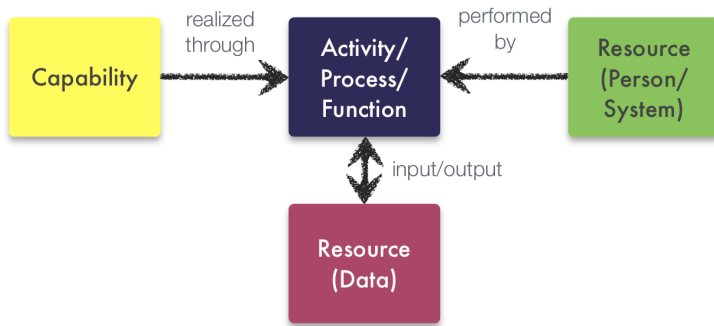 realized
through
performed
by
Capability
Activity/
Process/
Function
Resource
(Person/
System)
input/output
Resource
(Data)